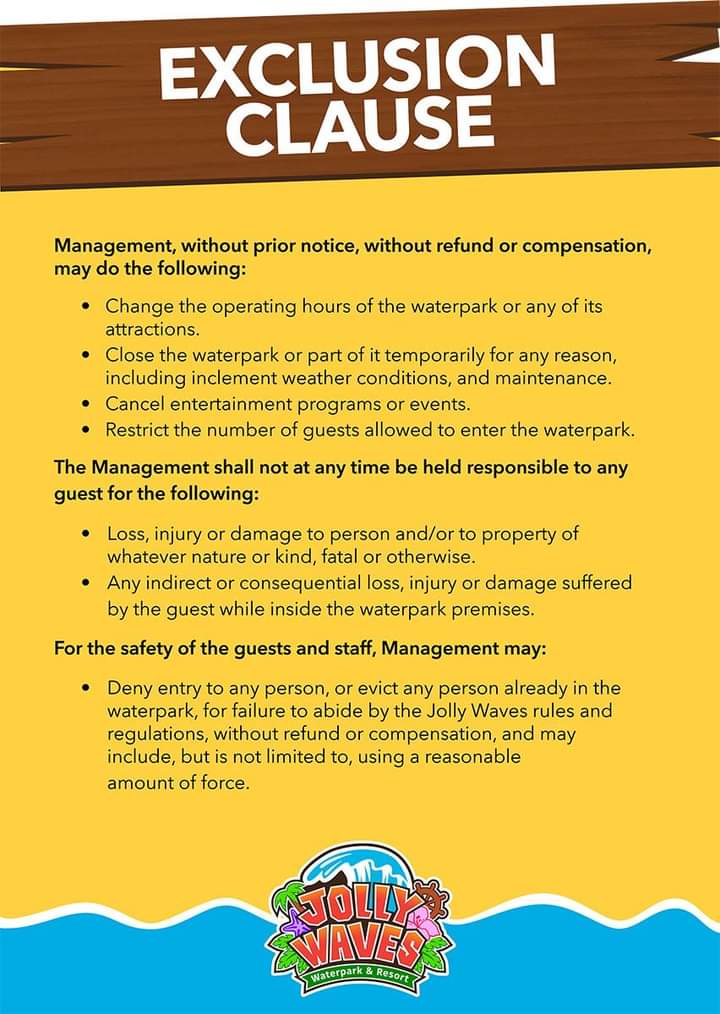 EXCLUSION
CLAUSE
Management, without prior notice, without refund or compensation,
may do the following:
• Change the operating hours of the waterpark or any of its
attractions.
• Close the waterpark or part of it temporarily for any reason,
including inclement weather conditions, and maintenance.
• Cancel entertainment programs or events.
• Restrict the number of guests allowed to enter the waterpark.
The Management shall not at any time be held responsible to any
guest for the following:
• Loss, injury or damage to person and/or to property of
whatever nature or kind, fatal or otherwise.
• Any indirect or consequential loss, injury or damage suffered
by the guest while inside the waterpark premises.
For the safety of the guests and staff, Management may:
• Deny entry to any person, or evict any person already in the
waterpark, for failure to abide by the Jolly Waves rules and
regulations, without refund or compensation, and may
include, but is not limited to, using a reasonable
amount of force.
JOLLY
WAVES
Waterpark & Resort